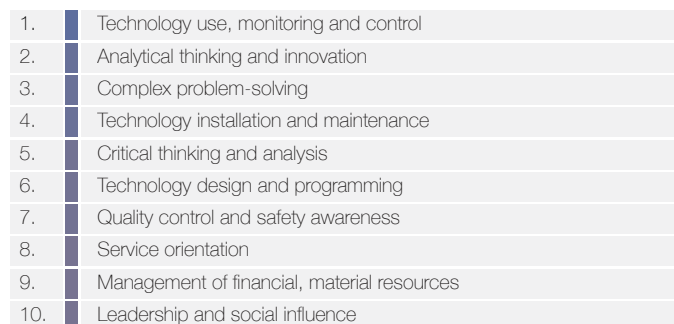 1. Technology use, monitoring and control
2. Analytical thinking and innovation
3. Complex problem-solving
4. Technology installation and maintenance
5. Critical thinking and analysis
6. Technology design and programming
7. Quality control and safety awareness
8. Service orientation
9. Management of financial, material resources
10. Leadership and social influence